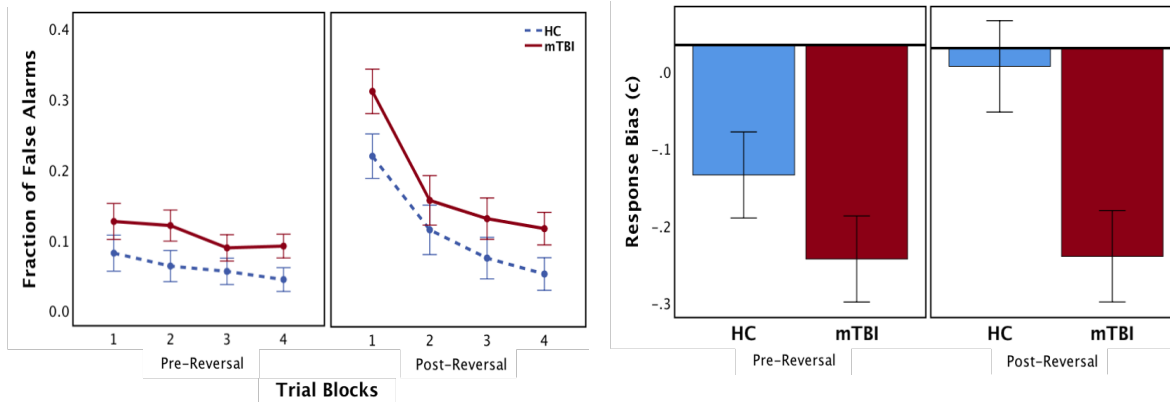 Fraction of False Alarms
0.4
0.3
0.2
0.1
0.0
HC
mTBI
1 2 3 4
1 2 3 4
Pre-Reversal
Post-Reversal
Trial Blocks
Response Bias (c)
.0
-.1
-.2
-.3
HC mTBI
HC mTBI
Pre-Reversal
Post-Reversal